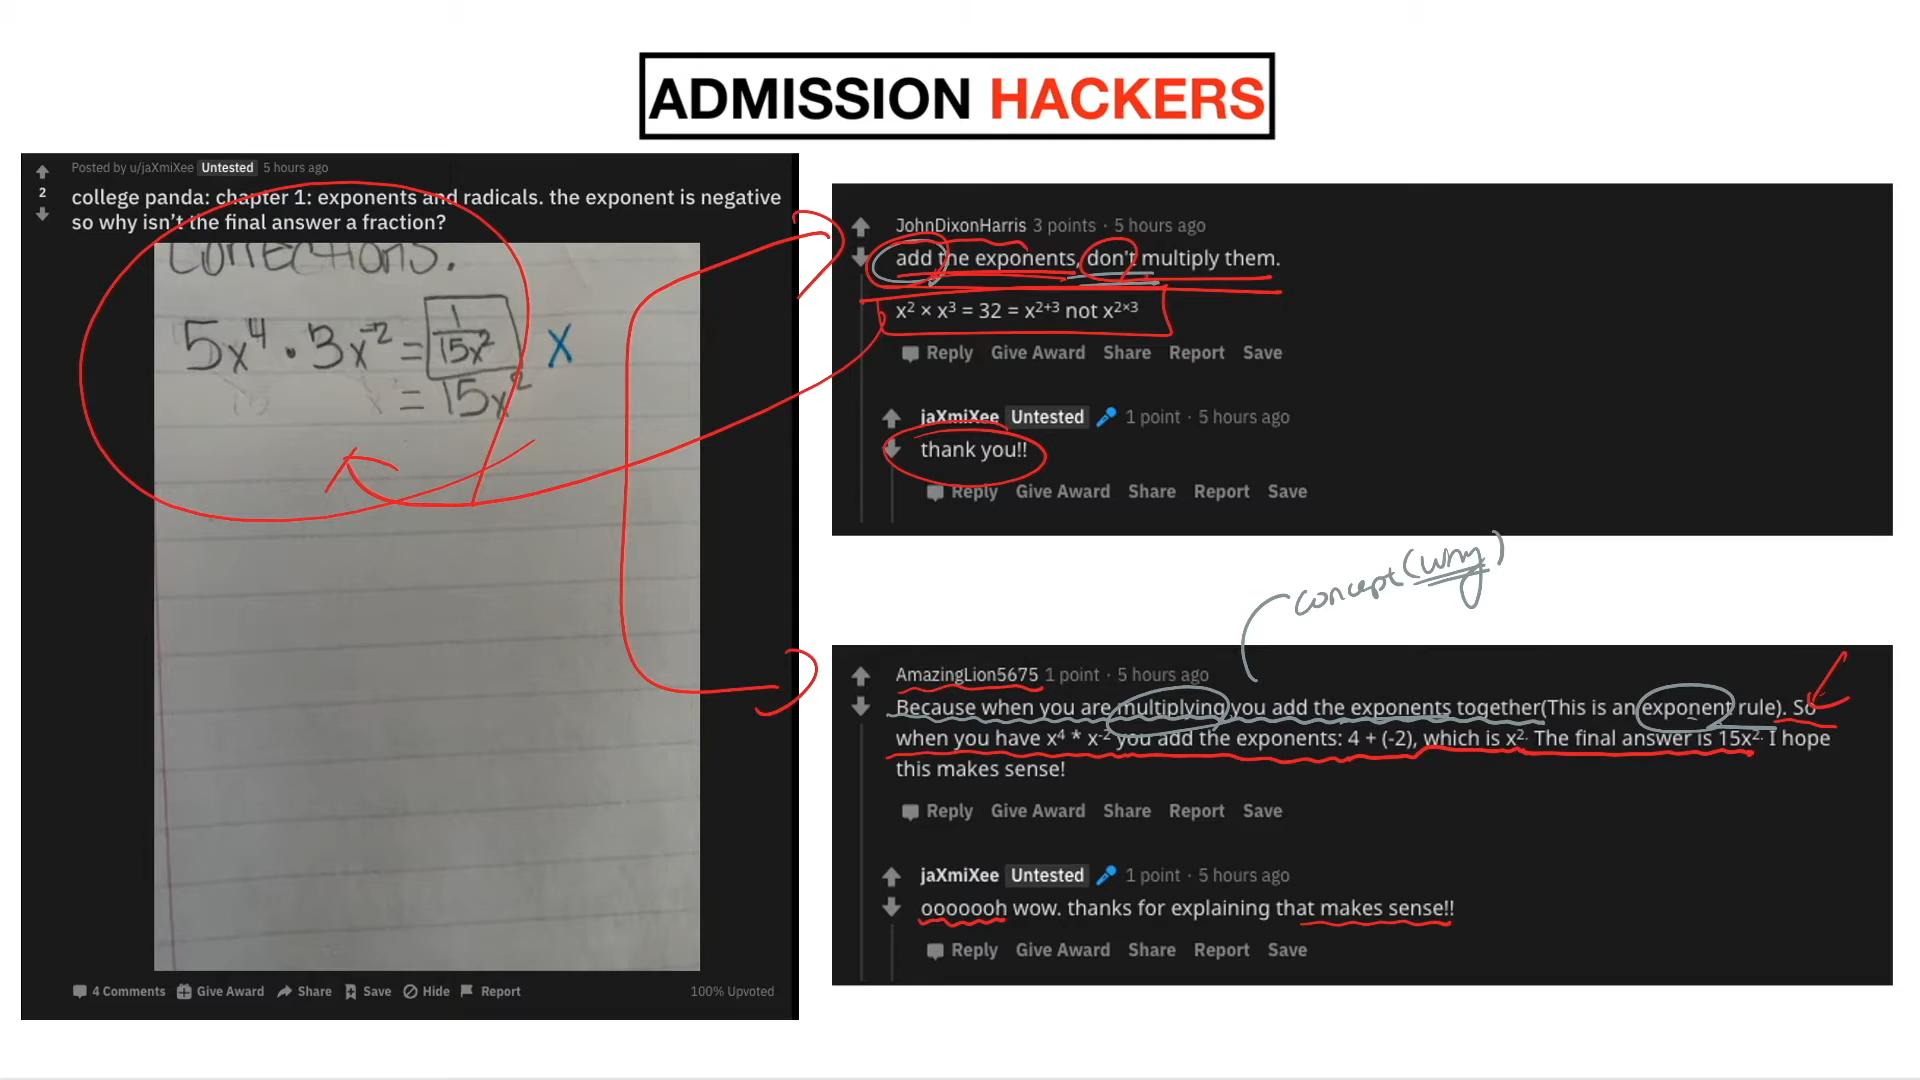 ADMISSION HACKERS
Posted by u/jaXmiXee Untested 5 hours ago
2
college panda: chapter 1: exponents and radicals. the exponent is negative
so why isn't the final answer a fraction?
corrections.
5x⁴ · 3x⁻² = 1/15x² X
= 15x²
4 Comments Give Award Share Save Hide Report 100% Upvoted
JohnDixonHarris 3 points · 5 hours ago
add the exponents, don't multiply them.
x² × x³ = 32 = x²⁺³ not x²ˣ³
Reply Give Award Share Report Save
jaXmiXee Untested 1 point · 5 hours ago
thank you!!
Reply Give Award Share Report Save
concept (why)
AmazingLion5675 1 point · 5 hours ago
Because when you are multiplying you add the exponents together(This is an exponent rule). So
when you have x⁴ * x⁻² you add the exponents: 4 + (-2), which is x². The final answer is 15x². I hope
this makes sense!
Reply Give Award Share Report Save
jaXmiXee Untested 1 point · 5 hours ago
ooooooh wow. thanks for explaining that makes sense!!
Reply Give Award Share Report Save